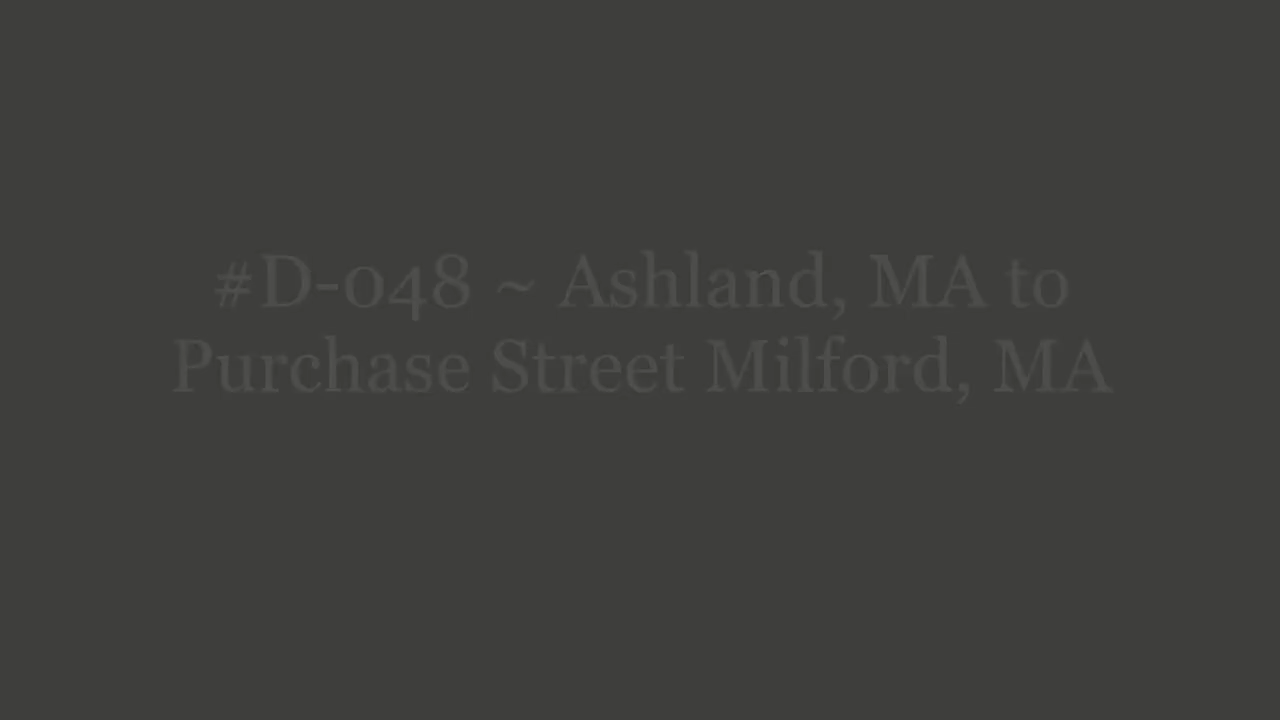 #D-048 ~ Ashland, MA to
Purchase Street Milford, MA